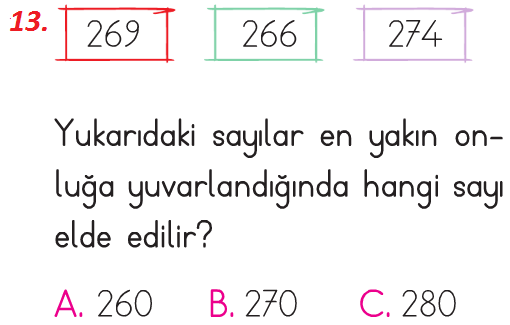 13. 269 266 274
Yukarıdaki sayılar en yakın on-
luğa yuvarlandığında hangi sayı
elde edilir?
A. 260 B. 270 C. 280